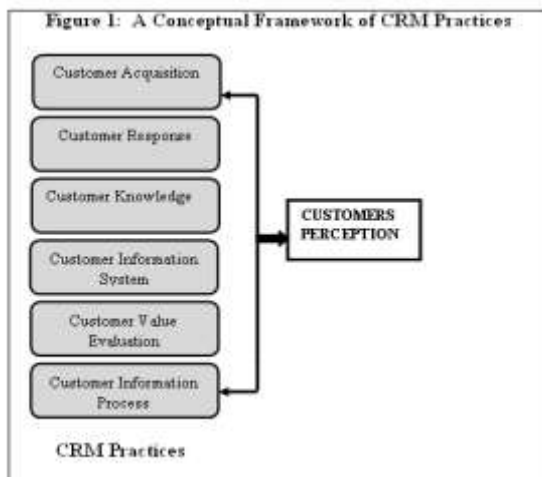 Figure 1: A Conceptual Framework of CRM Practices
Customer Acquisition
Customer Response
Customer Knowledge
Customer Information
System
Customer Value
Evaluation
Customer Information
Process
CRM Practices
CUSTOMERS
PERCEPTION